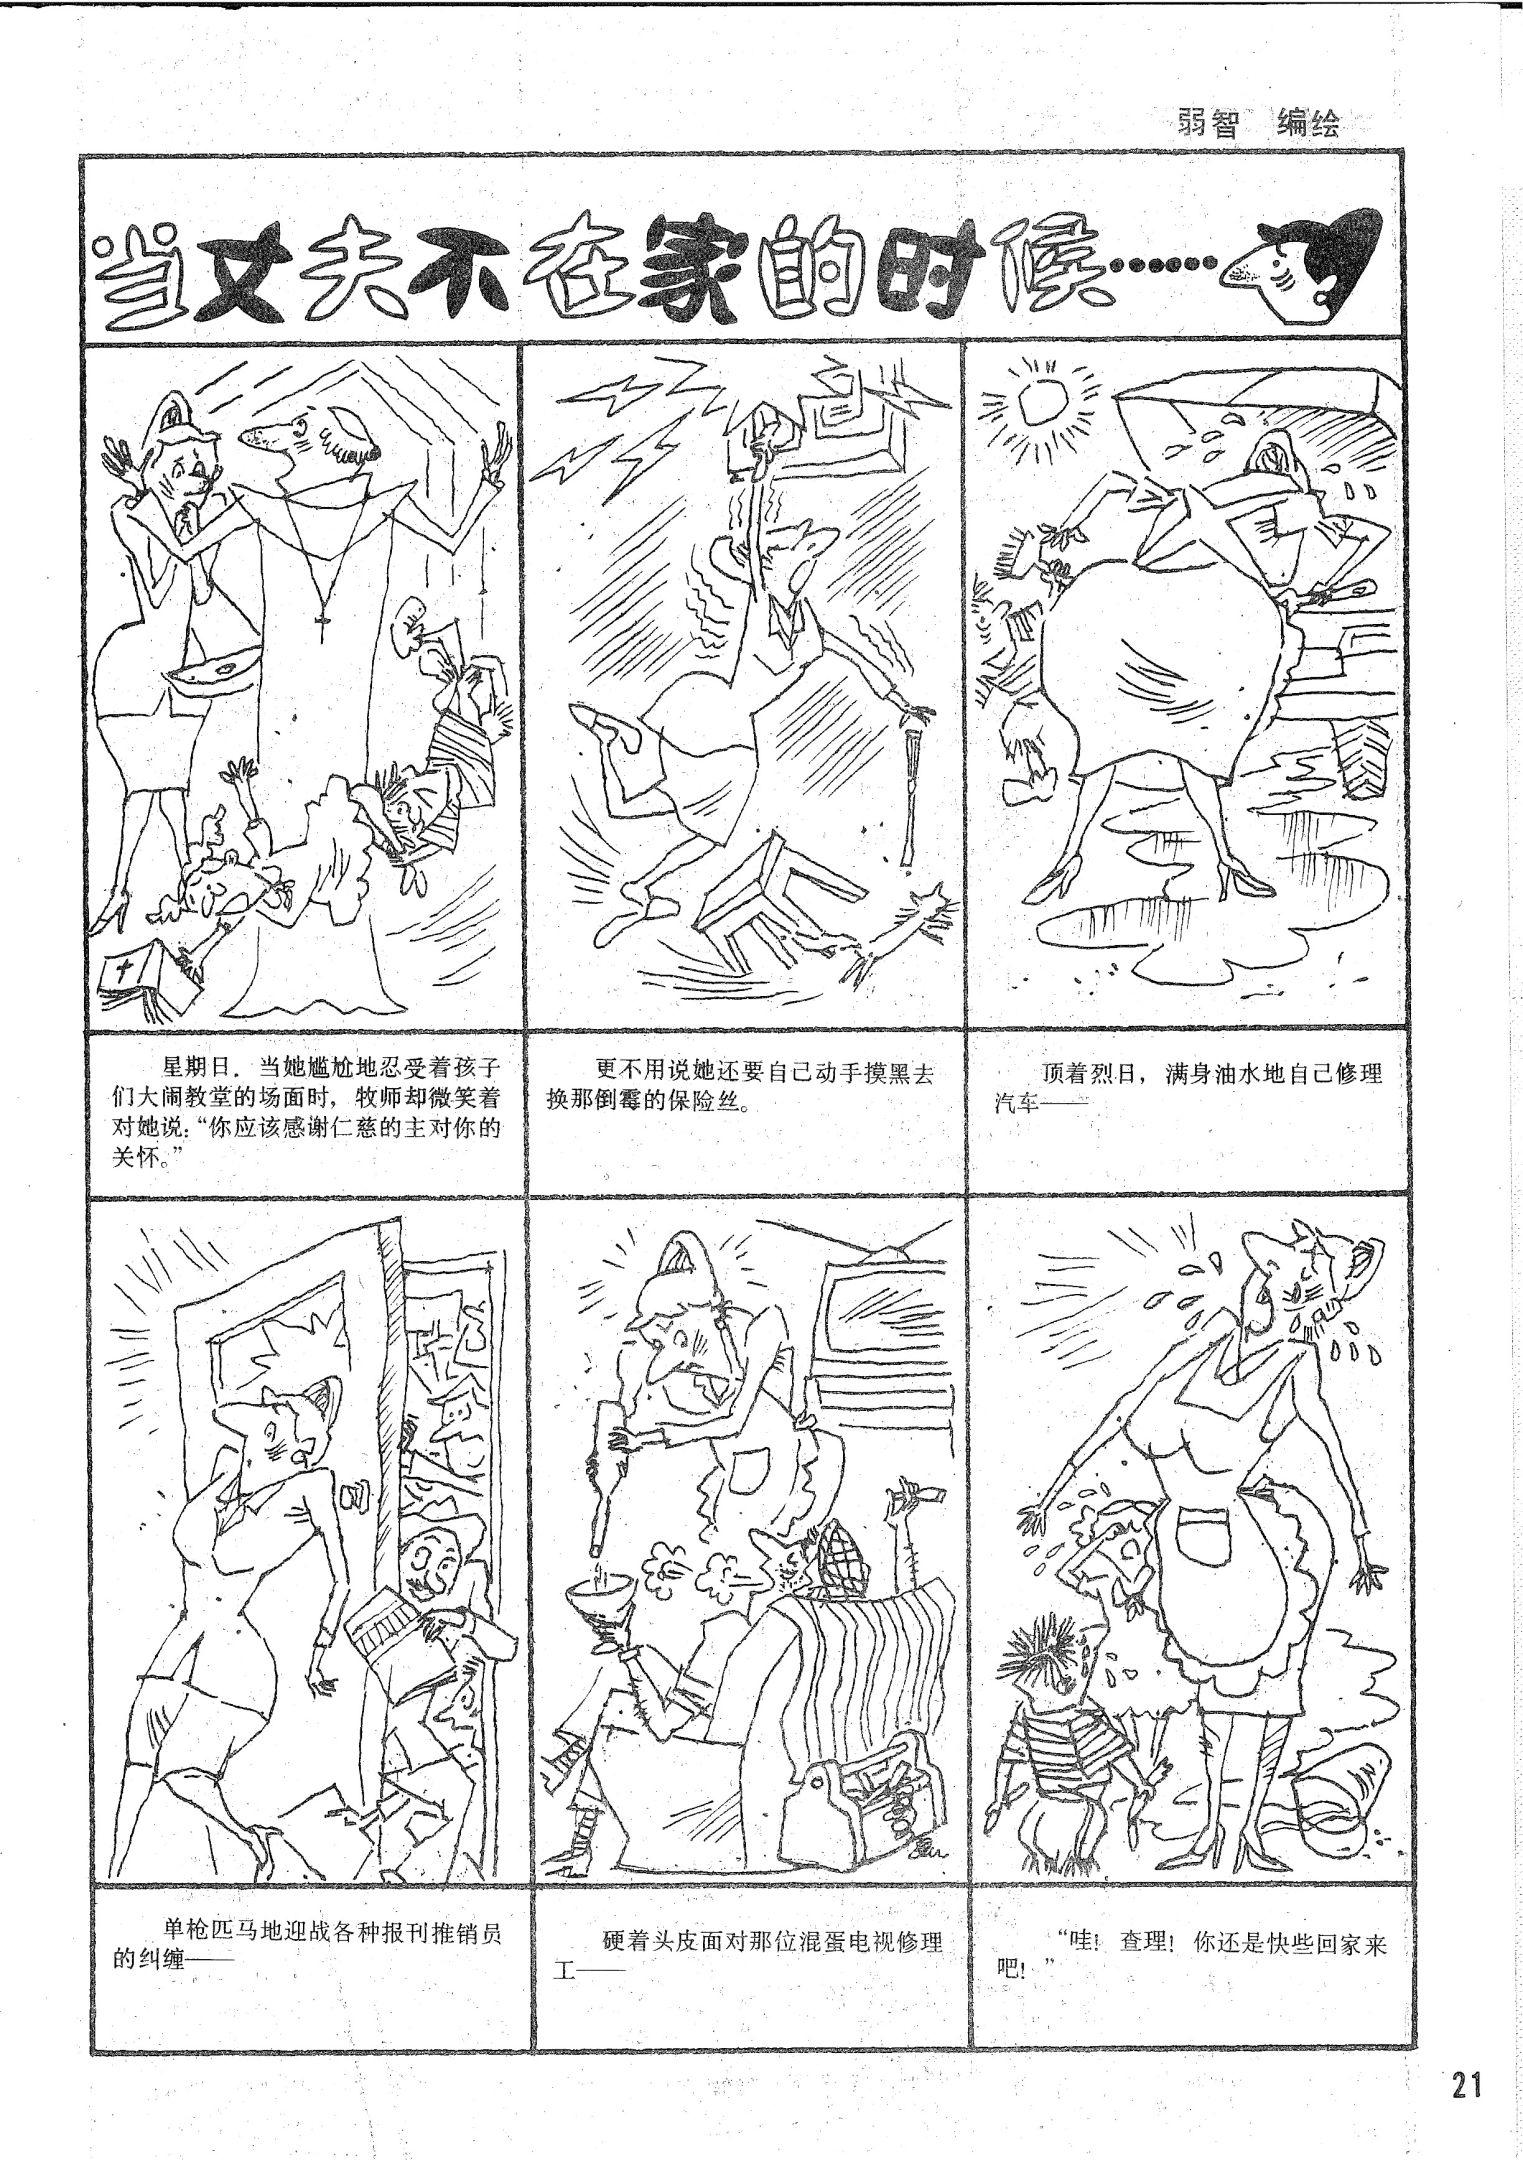 弱智 编绘
当丈夫不在家的时候……
星期日，当她尴尬地忍受着孩子
们大闹教堂的场面时，牧师却微笑着
对她说：“你应该感谢仁慈的主对你的
关怀。”
更不用说她还要自己动手摸黑去
换那倒霉的保险丝。
顶着烈日，满身油水地自己修理
汽车——
单枪匹马地迎战各种报刊推销员
的纠缠——
硬着头皮面对那位混蛋电视修理
工——
“哇！查理！你还是快些回家来
吧！”
21